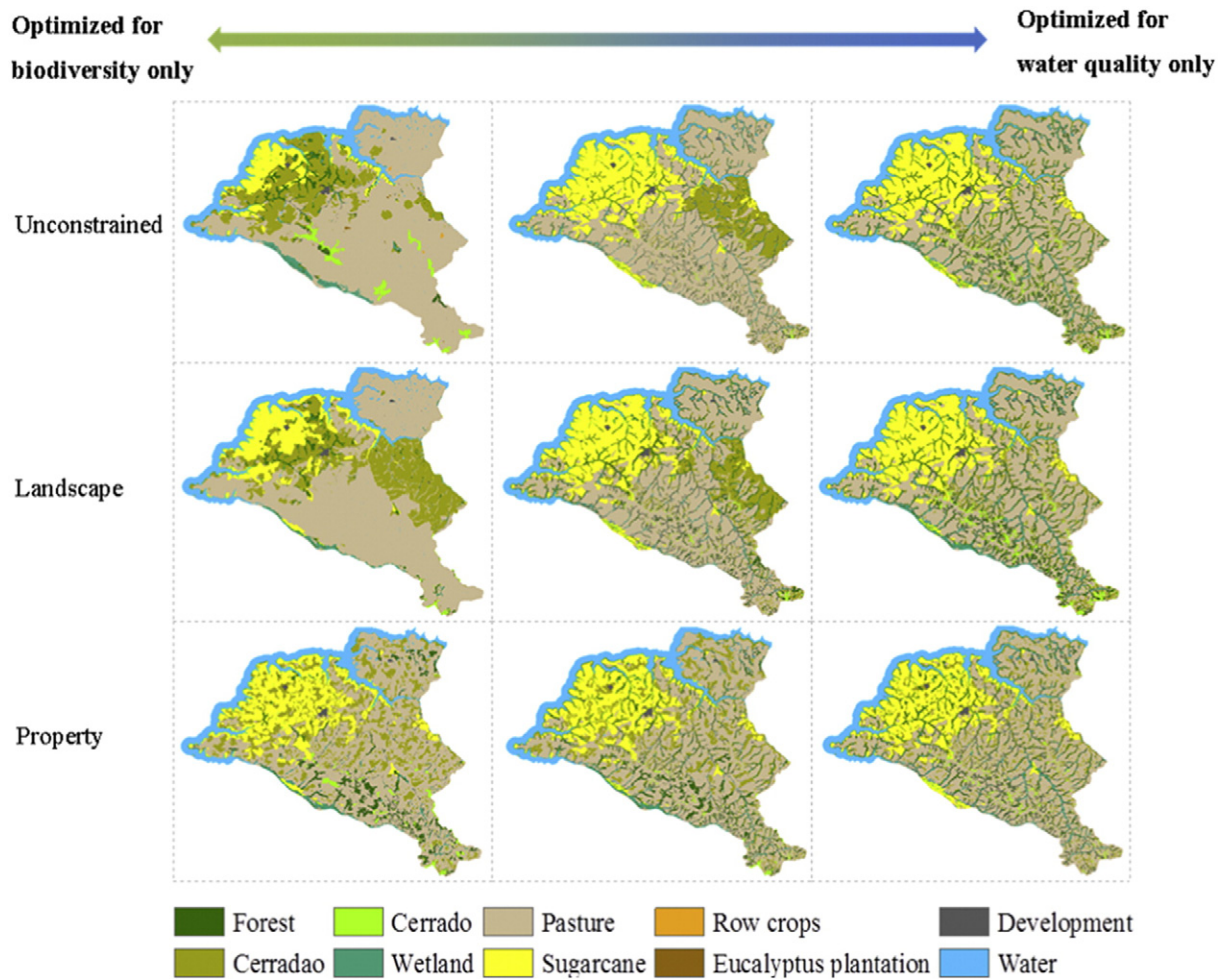 Optimized for
biodiversity only
Optimized for
water quality only
Unconstrained
Landscape
Property
Forest
Cerrado
Pasture
Row crops
Development
Cerradao
Wetland
Sugarcane
Eucalyptus plantation
Water